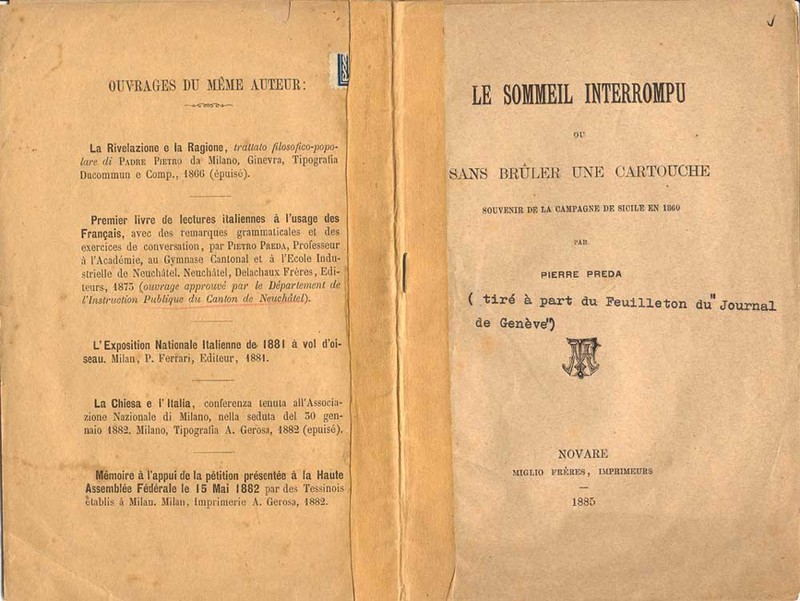 OUVRAGES DU MÊME AUTEUR:
La Rivelazione e la Ragione, trattato filosofico-popo-
lare di PADRE PIETRO da Milano, Ginevra, Tipografia
Ducommun e Comp., 1866 (épuisé).
Premier livre de lectures italiennes à l'usage des
Français, avec des remarques grammaticales et des
exercices de conversation, par PIETRO PREDA, Professeur
à l'Académie, au Gymnase Cantonal et à l'Ecole Indu-
strielle de Neuchâtel. Neuchâtel, Delachaux Frères, Edi-
teurs, 1875 (ouvrage approuvé par le Département de
l'Instruction Publique du Canton de Neuchâtel).
L'Exposition Nationale Italienne de 1881 à vol d'oi-
seau. Milan, P. Ferrari, Editeur, 1881.
La Chiesa e l'Italia, conferenza tenuta all'Associa-
zione Nazionale di Milano, nella seduta del 30 gen-
naio 1882. Milano, Tipografia A. Gerosa, 1882 (epuisé).
Mémoire à l'appui de la pétition présentée à la Haute
Assemblée Fédérale le 15 Mai 1882 par des Tessinois
établis à Milan. Milan, Imprimerie A. Gerosa, 1882.
LE SOMMEIL INTERROMPU
OU
SANS BRÛLER UNE CARTOUCHE
SOUVENIR DE LA CAMPAGNE DE SICILE EN 1860
PAR
PIERRE PREDA
( tiré à part du Feuilleton du "Journal
de Genève")
NOVARE
MIGLIO FRÈRES, IMPRIMEURS
1885